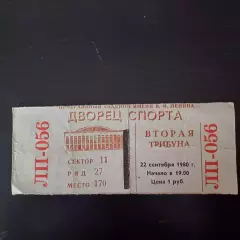 ЦЕНТРАЛЬНЫЙ СТАДИОН ИМЕНИ В. И. ЛЕНИНА
ДВОРЕЦ СПОРТА
ЛП-056
СЕКТОР 11
РЯД 27
МЕСТО 170
ВТОРАЯ
ТРИБУНА
22 сентября 1980 г.
Начало в 19.00
Цена 1 руб.
ЛП-056